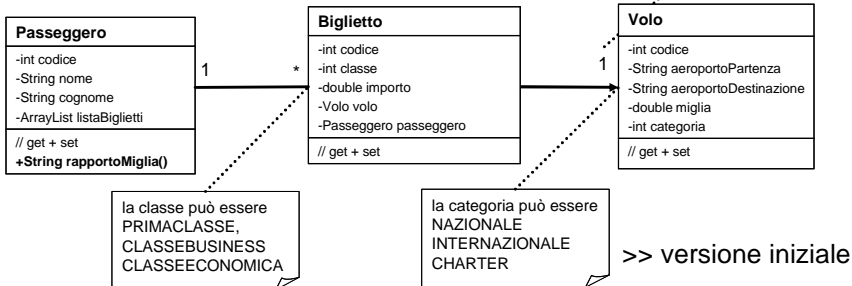 Passeggero
-int codice
-String nome
-String cognome
-ArrayList listaBiglietti
// get + set
+String rapportoMiglia()
1
*
Biglietto
-int codice
-int classe
-double importo
-Volo volo
-Passeggero passeggero
// get + set
1
Volo
-int codice
-String aeroportoPartenza
-String aeroportoDestinazione
-double miglia
-int categoria
// get + set
la classe può essere
PRIMACLASSE,
CLASSEBUSINESS
CLASSEECONOMICA
la categoria può essere
NAZIONALE
INTERNAZIONALE
CHARTER
>> versione iniziale